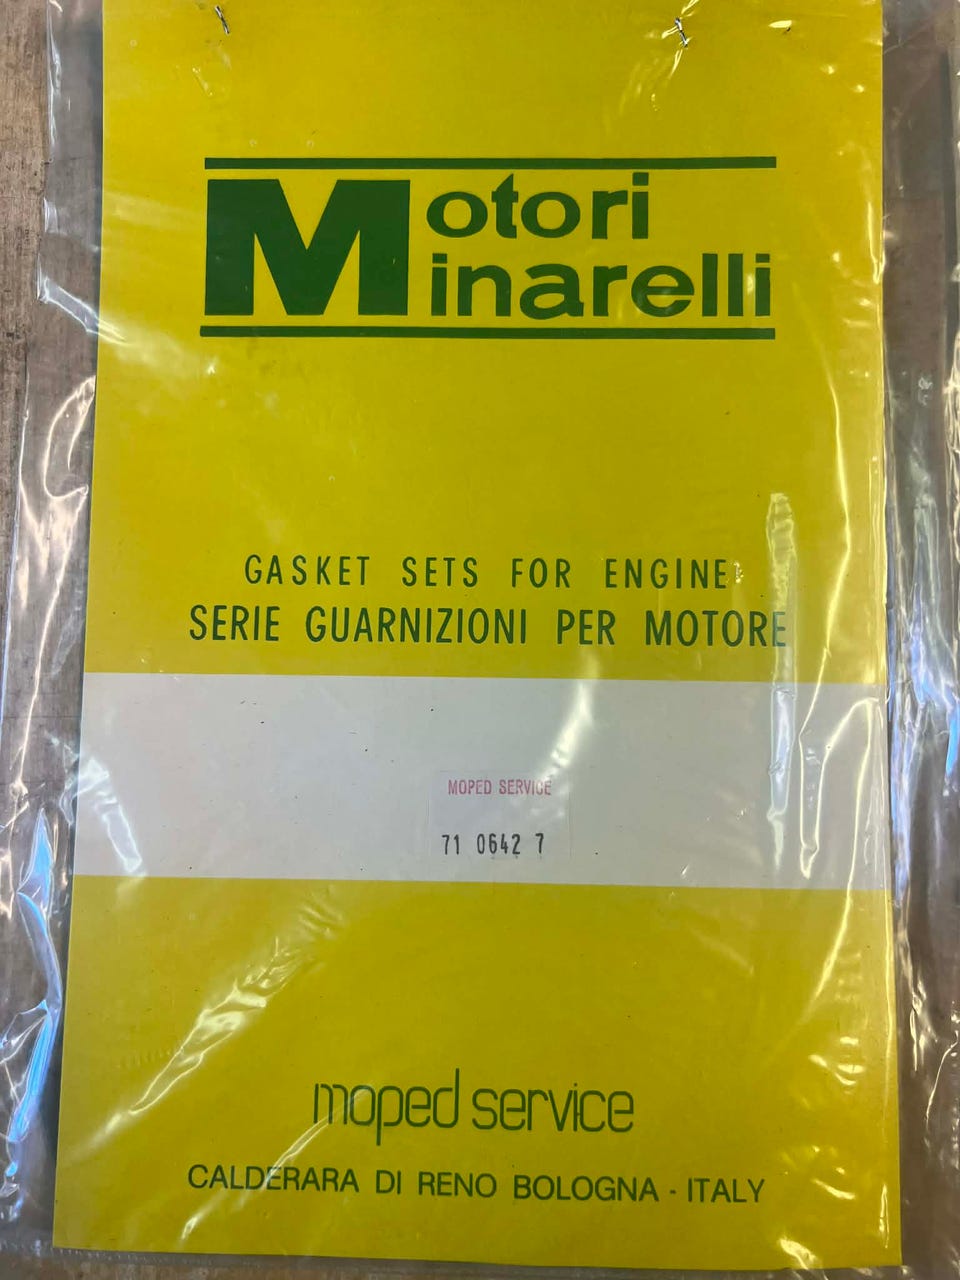 Motori
Minarelli
GASKET SETS FOR ENGINE
SERIE GUARNIZIONI PER MOTORE
MOPED SERVICE
71 0642 7
moped service
CALDERARA DI RENO BOLOGNA - ITALY